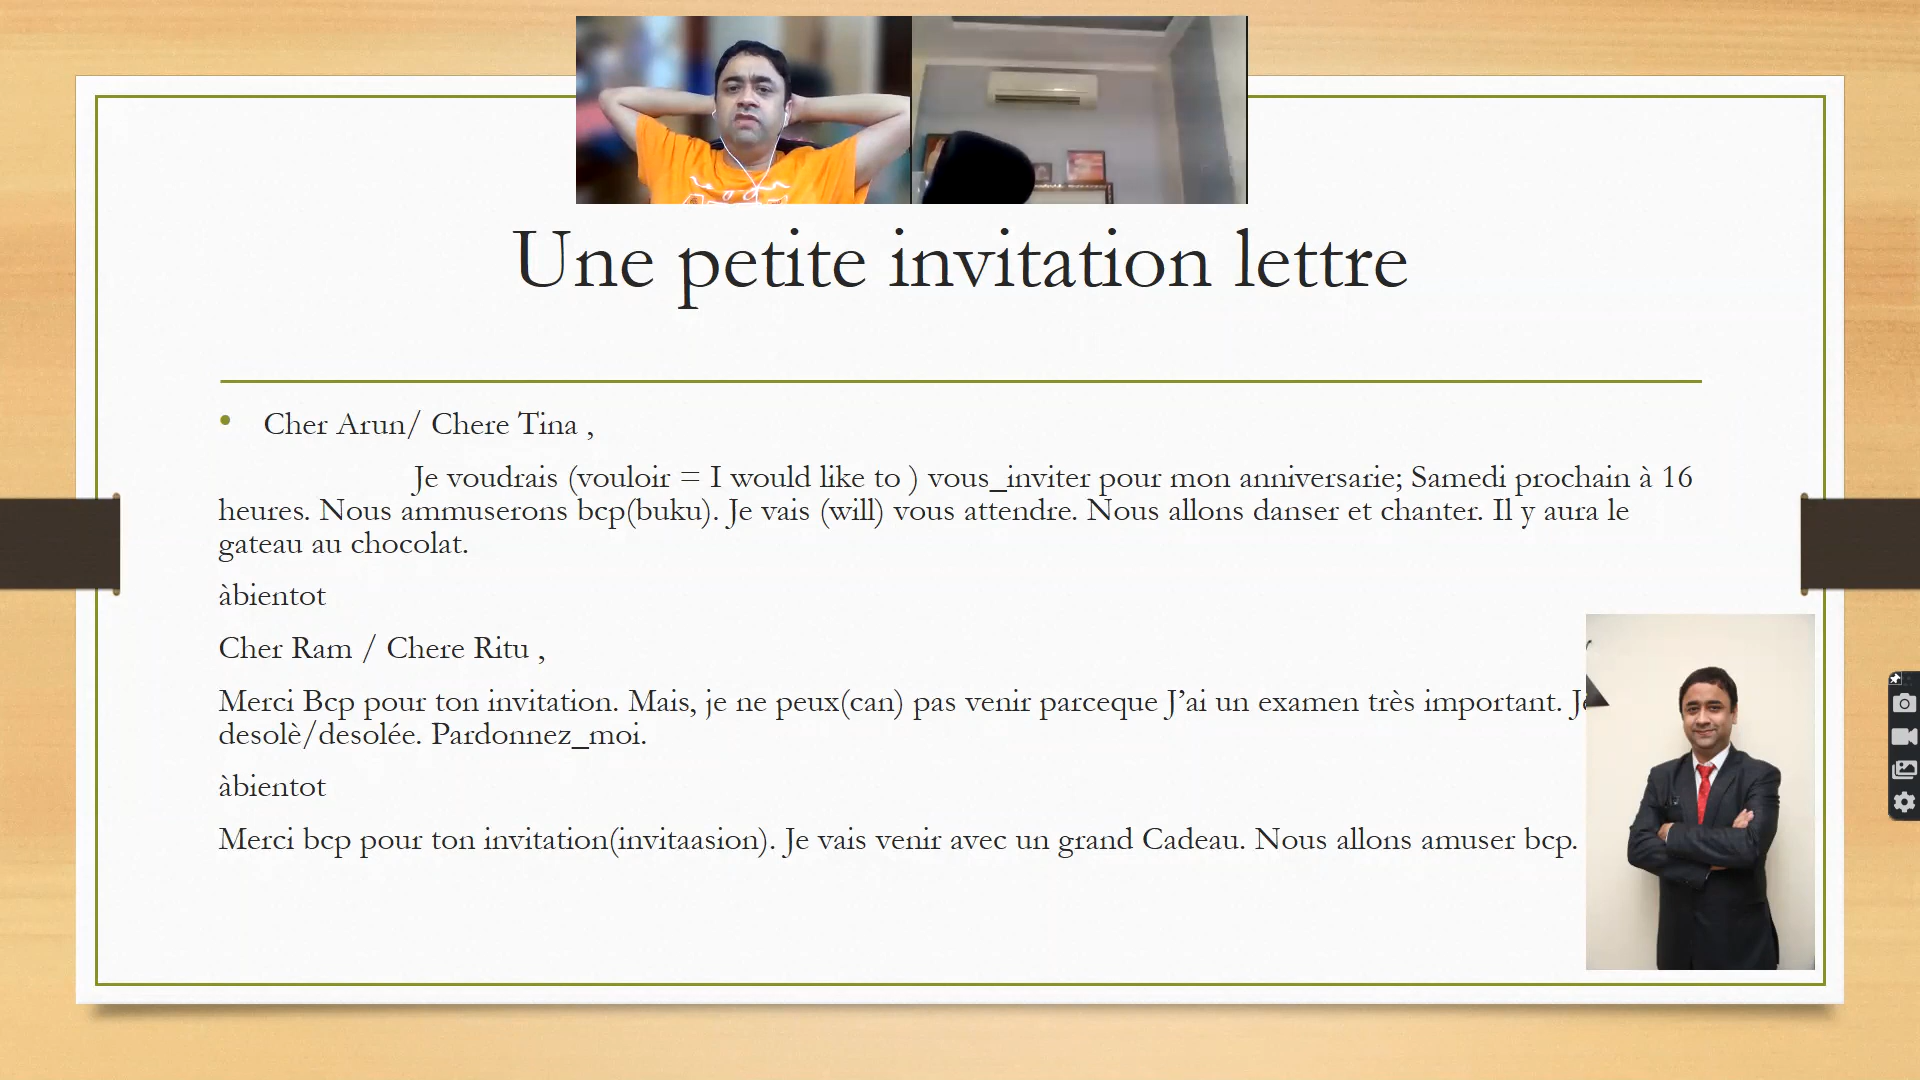 Une petite invitation lettre
Cher Arun/ Chere Tina ,
Je voudrais (vouloir = I would like to ) vous_inviter pour mon anniversarie; Samedi prochain à 16
heures. Nous ammuserons bcp(buku). Je vais (will) vous attendre. Nous allons danser et chanter. Il y aura le
gateau au chocolat.
àbientot
Cher Ram / Chere Ritu ,
Merci Bcp pour ton invitation. Mais, je ne peux(can) pas venir parceque J’ai un examen très important.
desolè/desolée. Pardonnez_moi.
àbientot
Merci bcp pour ton invitation(invitaasion). Je vais venir avec un grand Cadeau. Nous allons amuser bcp.